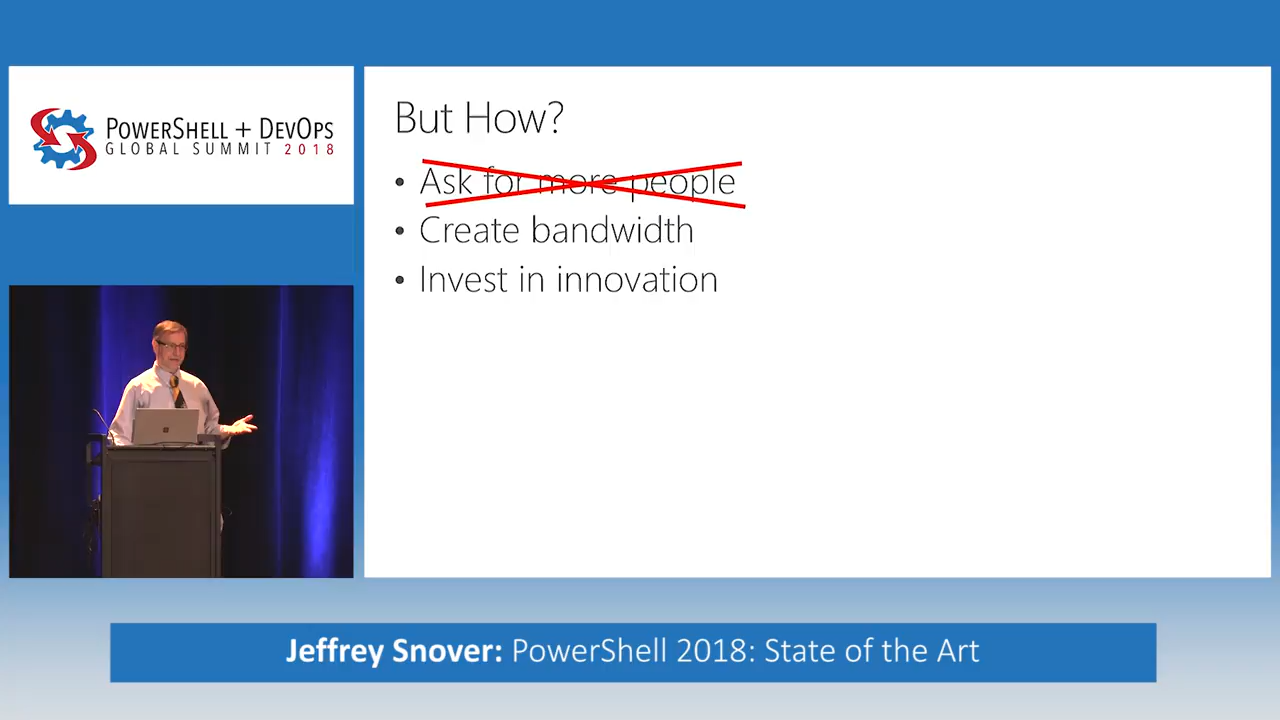 POWERSHELL + DEVOPS
GLOBAL SUMMIT 2018
But How?
• Ask for more people
• Create bandwidth
• Invest in innovation
Jeffrey Snover: PowerShell 2018: State of the Art